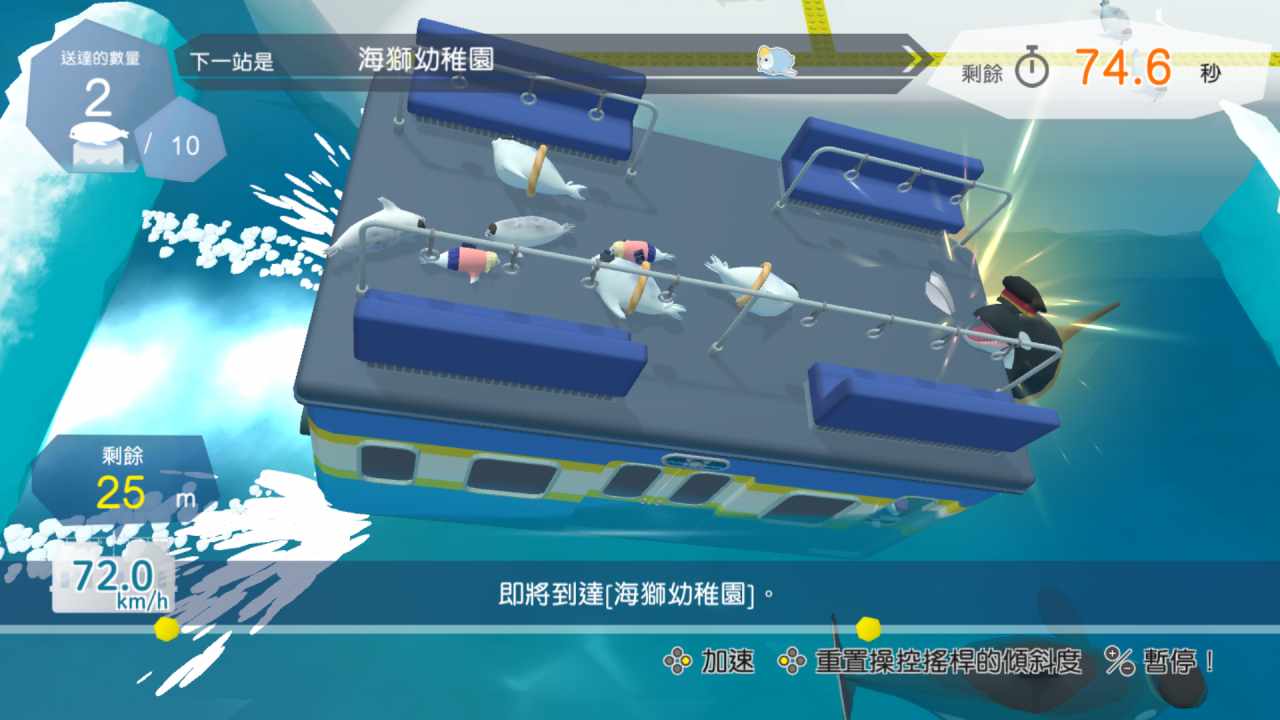 送達的數量
2
/ 10
下一站是 海獅幼稚園
剩餘 74.6 秒
剩餘
25 m
72.0
km/h
即將到達[海獅幼稚園]。
加速 重置操控搖桿的傾斜度 暫停！